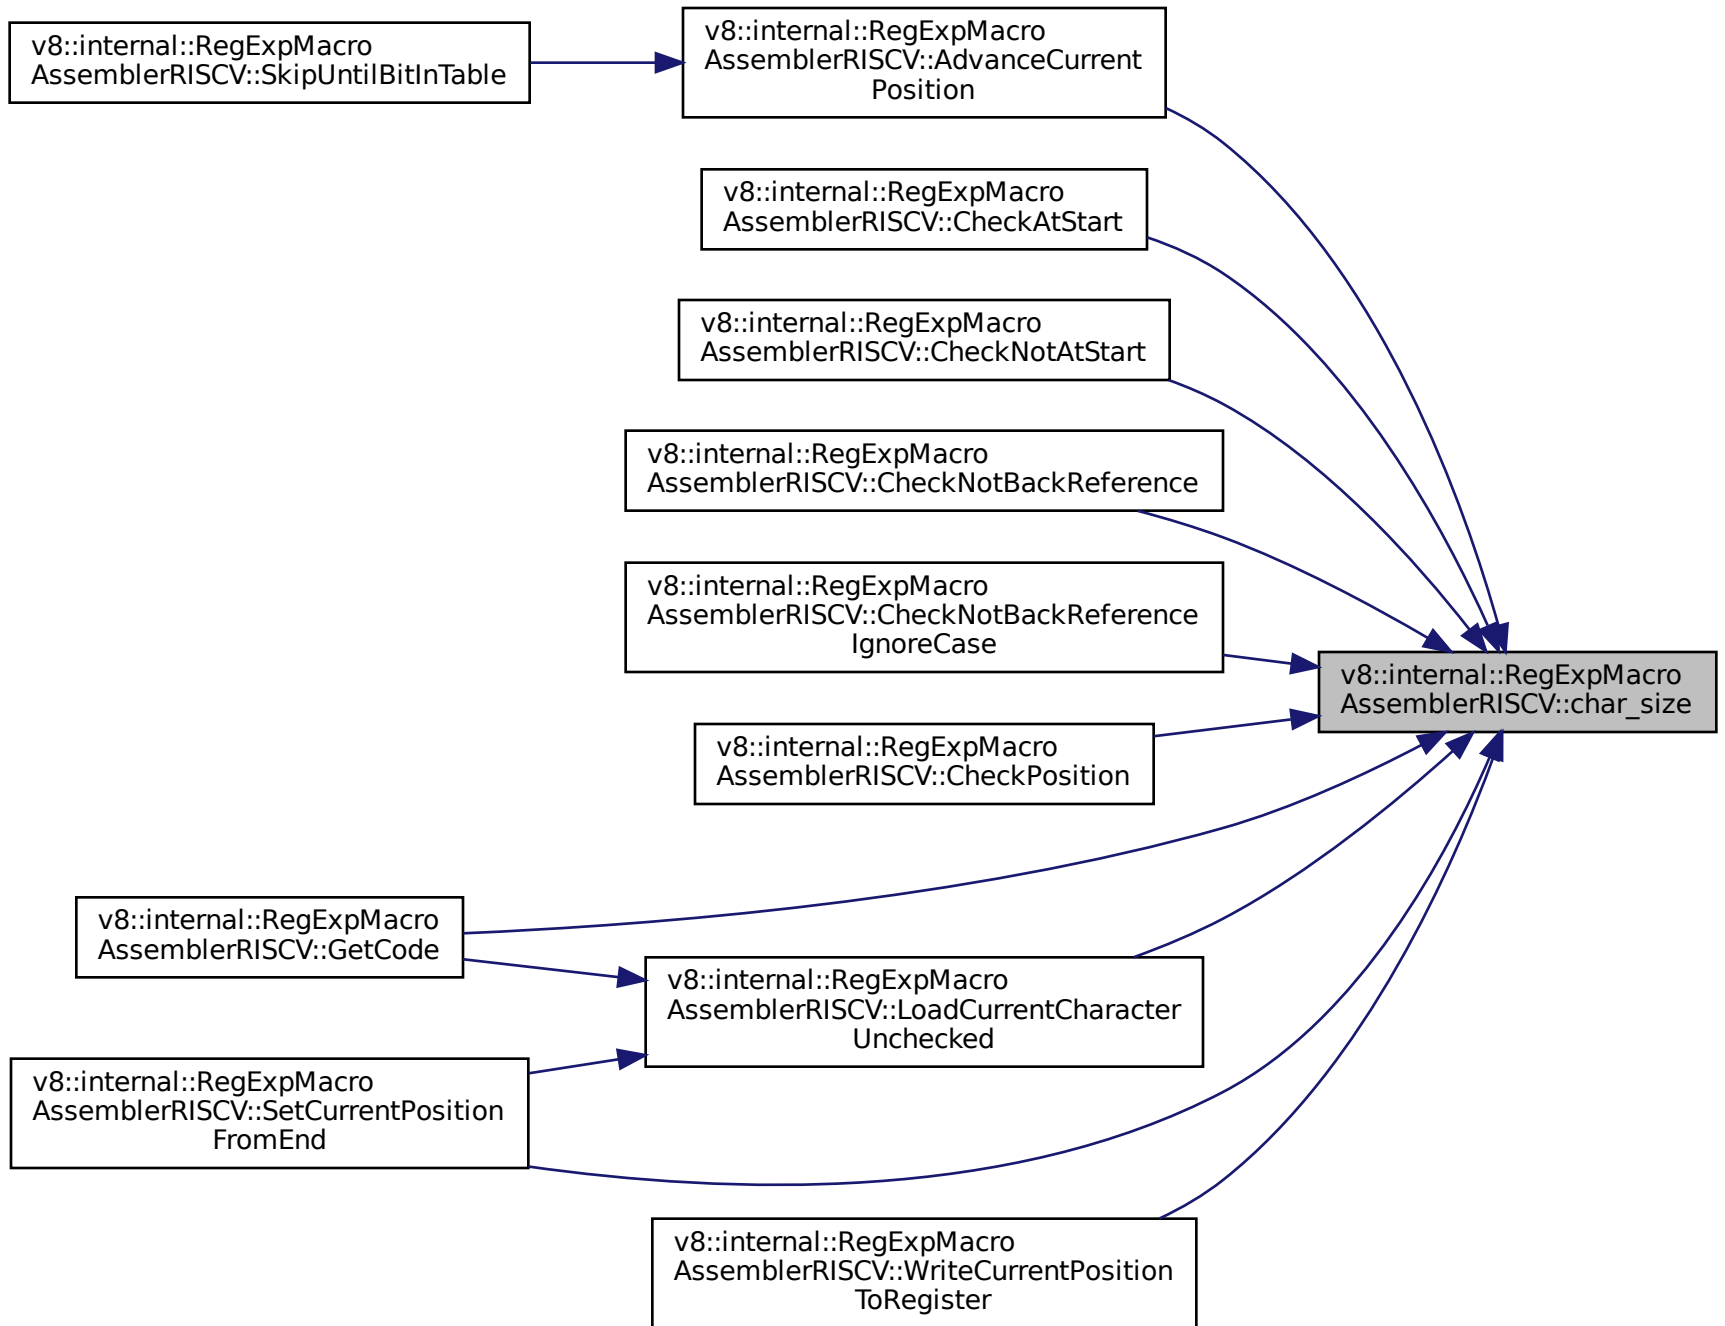 v8::internal::RegExpMacro
AssemblerRISCV::SkipUntilBitInTable
v8::internal::RegExpMacro
AssemblerRISCV::AdvanceCurrent
Position
v8::internal::RegExpMacro
AssemblerRISCV::CheckAtStart
v8::internal::RegExpMacro
AssemblerRISCV::CheckNotAtStart
v8::internal::RegExpMacro
AssemblerRISCV::CheckNotBackReference
v8::internal::RegExpMacro
AssemblerRISCV::CheckNotBackReference
IgnoreCase
v8::internal::RegExpMacro
AssemblerRISCV::char_size
v8::internal::RegExpMacro
AssemblerRISCV::CheckPosition
v8::internal::RegExpMacro
AssemblerRISCV::GetCode
v8::internal::RegExpMacro
AssemblerRISCV::LoadCurrentCharacter
Unchecked
v8::internal::RegExpMacro
AssemblerRISCV::SetCurrentPosition
FromEnd
v8::internal::RegExpMacro
AssemblerRISCV::WriteCurrentPosition
ToRegister